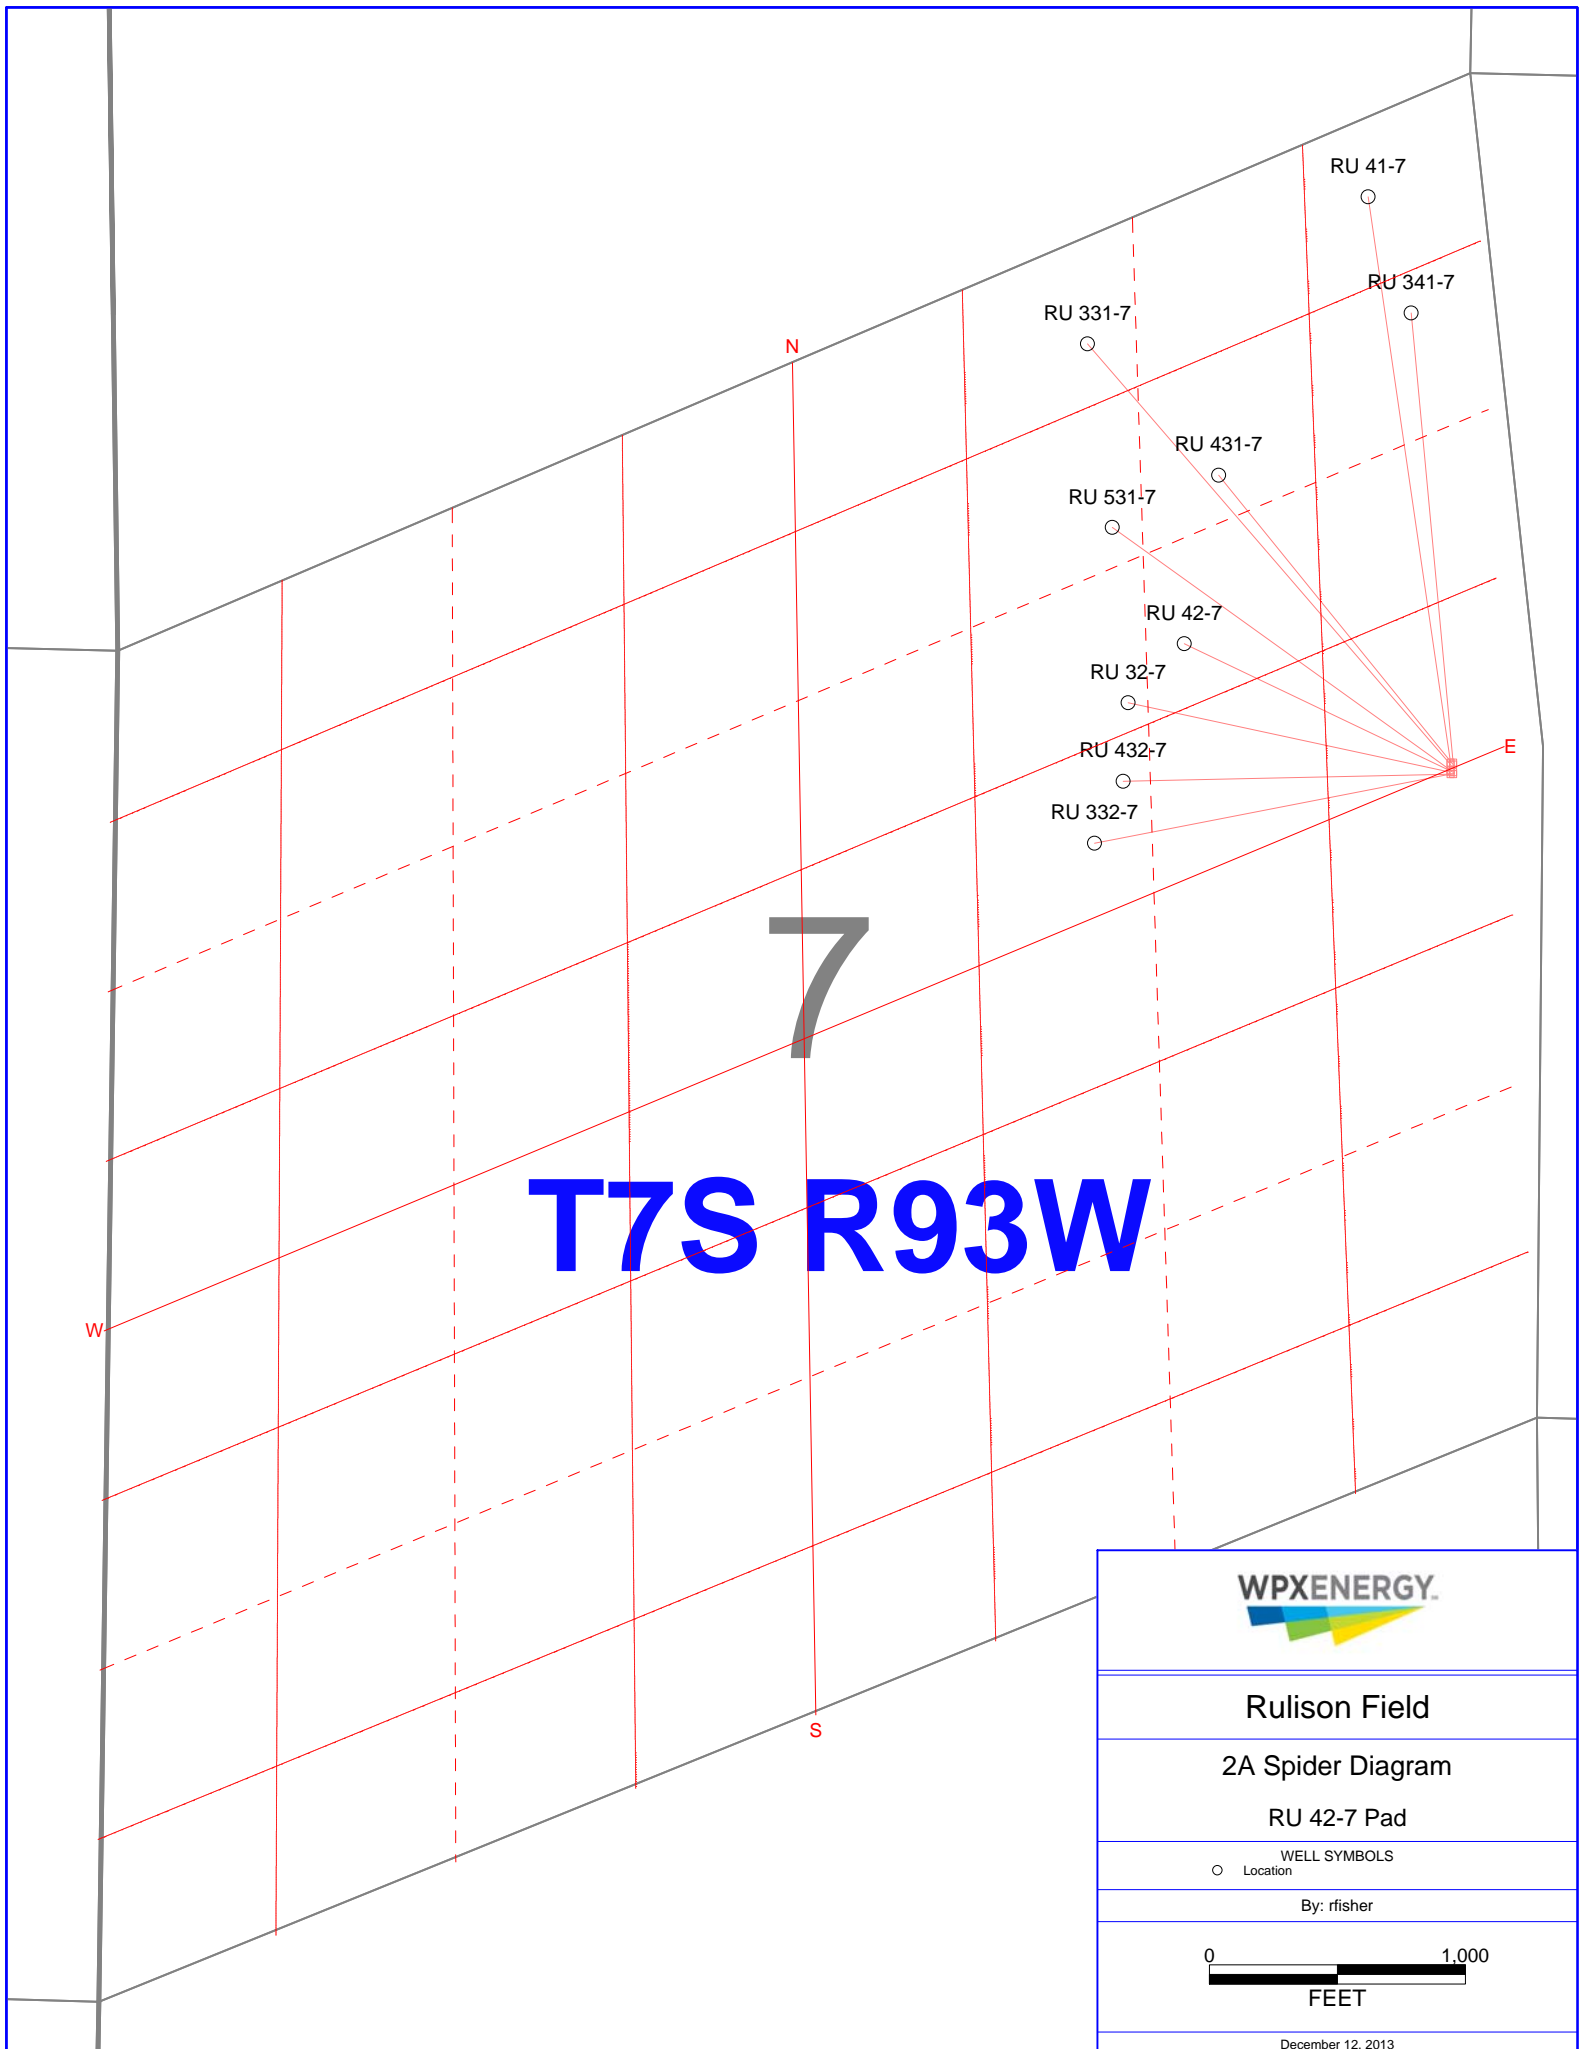 RU 41-7
RU 341-7
RU 331-7
N
RU 431-7
RU 531-7
RU 42-7
RU 32-7
RU 432-7
E
RU 332-7
7
T7S R93W
W
S
WPXENERGY
Rulison Field
2A Spider Diagram
RU 42-7 Pad
WELL SYMBOLS
Location
By: rfisher
0 1,000
FEET
December 12, 2013